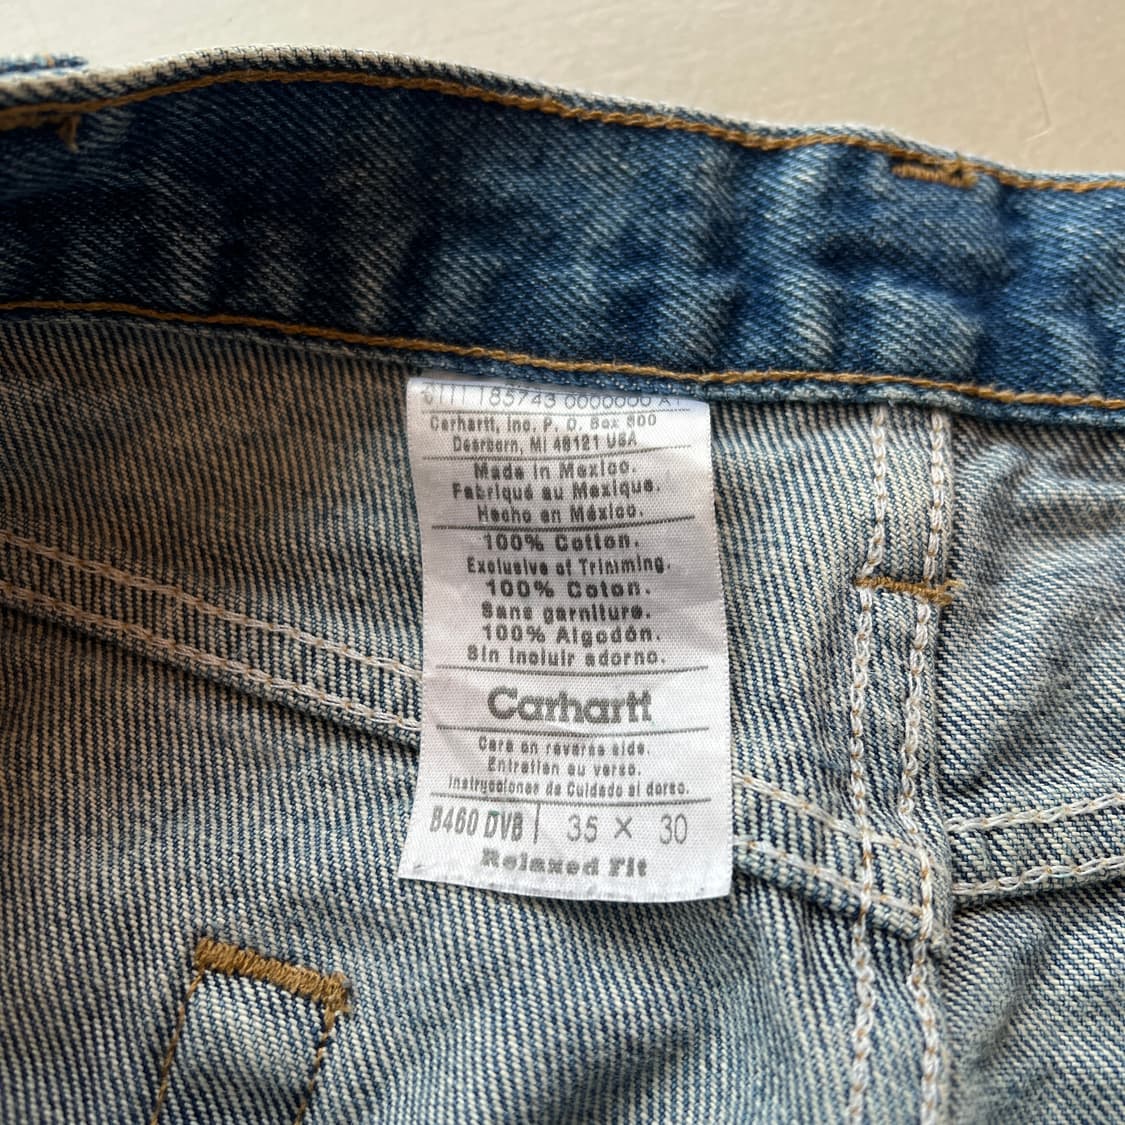 185743 0000000 A1
Carhartt, Inc. P. O. Box 600
Dearborn, MI 48121 USA
Made in Mexico.
Fabriqué au Mexique.
Hecho en México.
100% Cotton.
Exclusive of Trimming.
100% Coton.
Sans garniture.
100% Algodón.
Sin incluir adorno.
Carhartt
Care on reverse side.
Entretien au verso.
Instrucciones de Cuidado al dorso.
B460 DVB | 35 X 30
Relaxed Fit